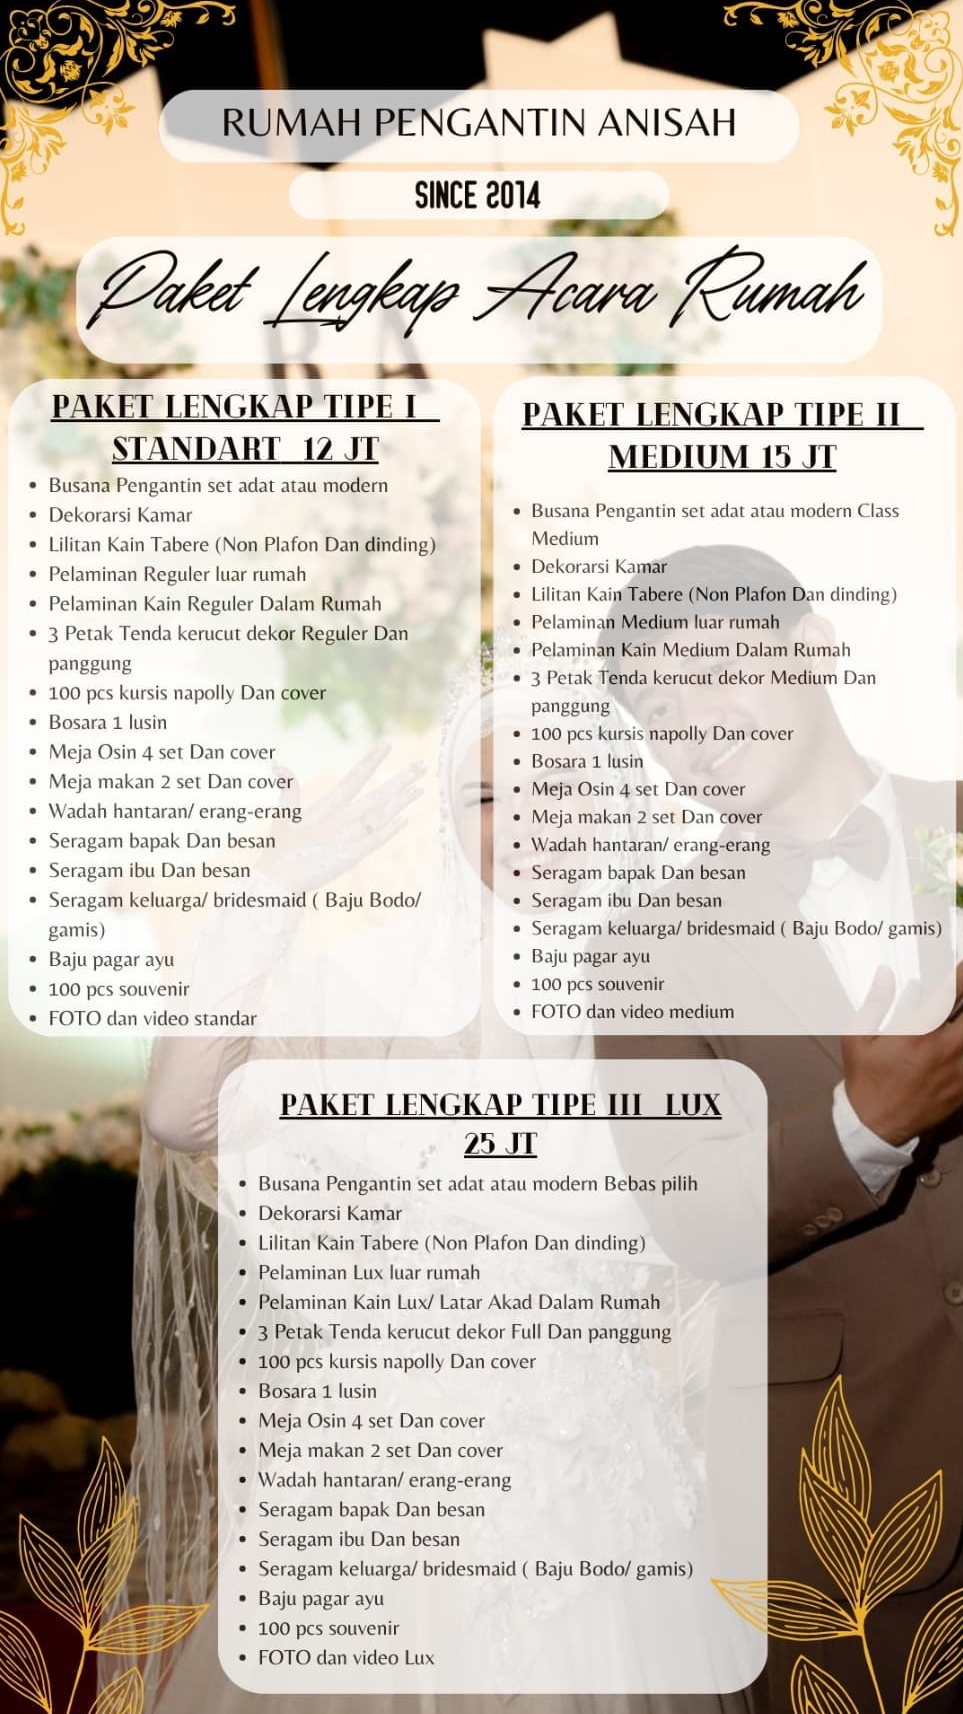 RUMAH PENGANTIN ANISAH
SINCE 2014
Paket Lengkap Acara Rumah
PAKET LENGKAP TIPE I
STANDART 12 JT
• Busana Pengantin set adat atau modern
• Dekorarsi Kamar
• Lilitan Kain Tabere (Non Plafon Dan dinding)
• Pelaminan Reguler luar rumah
• Pelaminan Kain Reguler Dalam Rumah
• 3 Petak Tenda kerucut dekor Reguler Dan
panggung
• 100 pcs kursis napolly Dan cover
• Bosara 1 lusin
• Meja Osin 4 set Dan cover
• Meja makan 2 set Dan cover
• Wadah hantaran/ erang-erang
• Seragam bapak Dan besan
• Seragam ibu Dan besan
• Seragam keluarga/ bridesmaid ( Baju Bodo/
gamis)
• Baju pagar ayu
• 100 pcs souvenir
• FOTO dan video standar
PAKET LENGKAP TIPE II
MEDIUM 15 JT
• Busana Pengantin set adat atau modern Class
Medium
• Dekorarsi Kamar
• Lilitan Kain Tabere (Non Plafon Dan dinding)
• Pelaminan Medium luar rumah
• Pelaminan Kain Medium Dalam Rumah
• 3 Petak Tenda kerucut dekor Medium Dan
panggung
• 100 pcs kursis napolly Dan cover
• Bosara 1 lusin
• Meja Osin 4 set Dan cover
• Meja makan 2 set Dan cover
• Wadah hantaran/ erang-erang
• Seragam bapak Dan besan
• Seragam ibu Dan besan
• Seragam keluarga/ bridesmaid ( Baju Bodo/ gamis)
• Baju pagar ayu
• 100 pcs souvenir
• FOTO dan video medium
PAKET LENGKAP TIPE III LUX
25 JT
• Busana Pengantin set adat atau modern Bebas pilih
• Dekorarsi Kamar
• Lilitan Kain Tabere (Non Plafon Dan dinding)
• Pelaminan Lux luar rumah
• Pelaminan Kain Lux/ Latar Akad Dalam Rumah
• 3 Petak Tenda kerucut dekor Full Dan panggung
• 100 pcs kursis napolly Dan cover
• Bosara 1 lusin
• Meja Osin 4 set Dan cover
• Meja makan 2 set Dan cover
• Wadah hantaran/ erang-erang
• Seragam bapak Dan besan
• Seragam ibu Dan besan
• Seragam keluarga/ bridesmaid ( Baju Bodo/ gamis)
• Baju pagar ayu
• 100 pcs souvenir
• FOTO dan video Lux